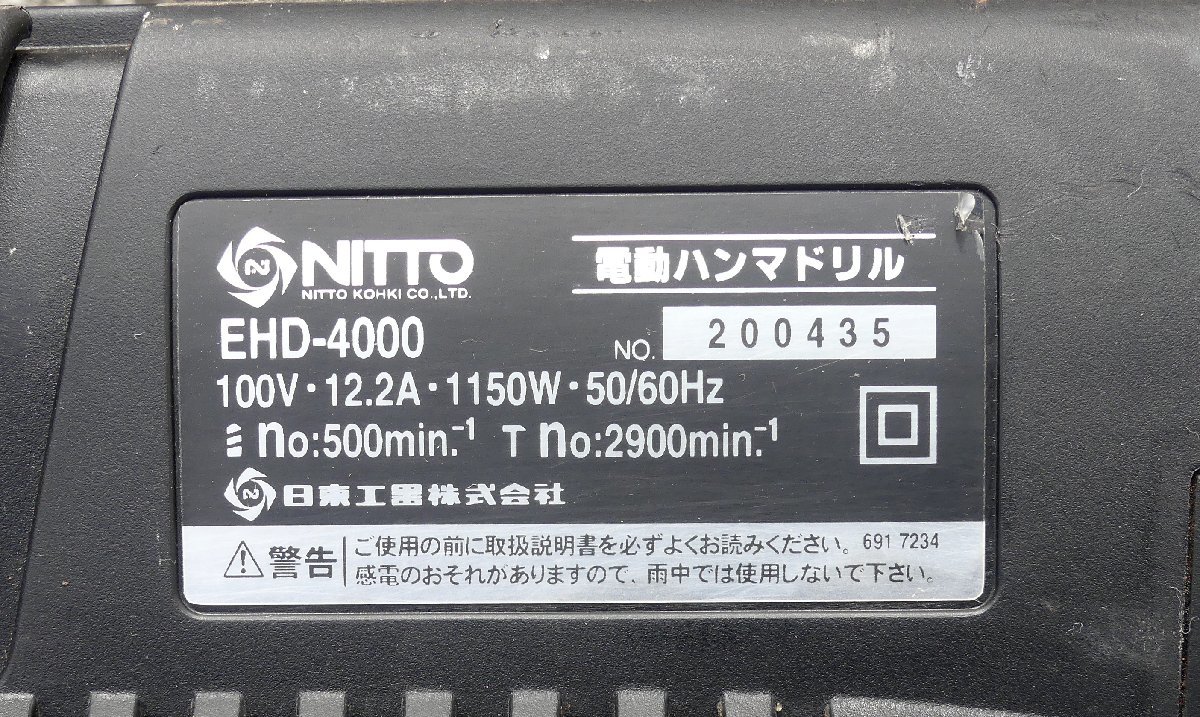 NITTO
NITTO KOHKI CO.,LTD.
電動ハンマドリル
EHD-4000
NO. 200435
100V・12.2A・1150W・50/60Hz
no:500min.⁻¹ T no:2900min.⁻¹
日東工器株式会社
警告
ご使用の前に取扱説明書を必ずよくお読みください。 691 7234
感電のおそれがありますので、雨中では使用しないで下さい。